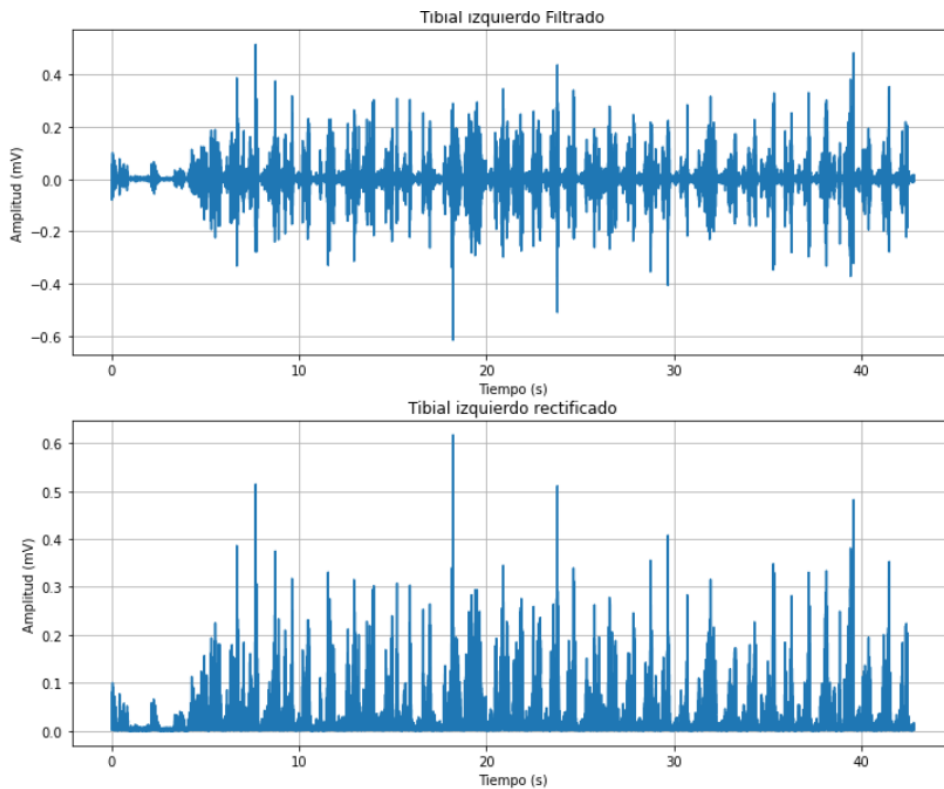 Tibial izquierdo Filtrado
0.4
0.2
0.0
−0.2
−0.4
−0.6
Amplitud (mV)
0 10 20 30 40
Tiempo (s)
Tibial izquierdo rectificado
0.6
0.5
0.4
0.3
0.2
0.1
0.0
Amplitud (mV)
0 10 20 30 40
Tiempo (s)